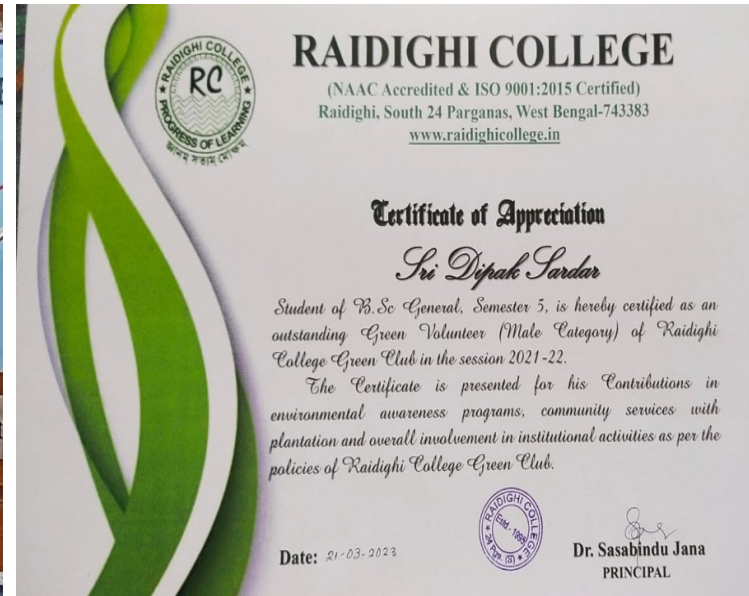 RAIDIGHI COLLEGE
RC
PROGRESS OF LEARNING
RAIDIGHI COLLEGE
(NAAC Accredited & ISO 9001:2015 Certified)
Raidighi, South 24 Parganas, West Bengal-743383
www.raidighicollege.in
Certificate of Appreciation
Sri Dipak Sardar
Student of B.Sc General, Semester 5, is hereby certified as an
outstanding Green Volunteer (Male Category) of Raidighi
College Green Club in the session 2021-22.
The Certificate is presented for his Contributions in
environmental awareness programs, community services with
plantation and overall involvement in institutional activities as per the
policies of Raidighi College Green Club.
RAIDIGHI COLLEGE
Estd.-1995
24 Pgs. (S)
Date: 21-03-2023
Dr. Sasabindu Jana
PRINCIPAL